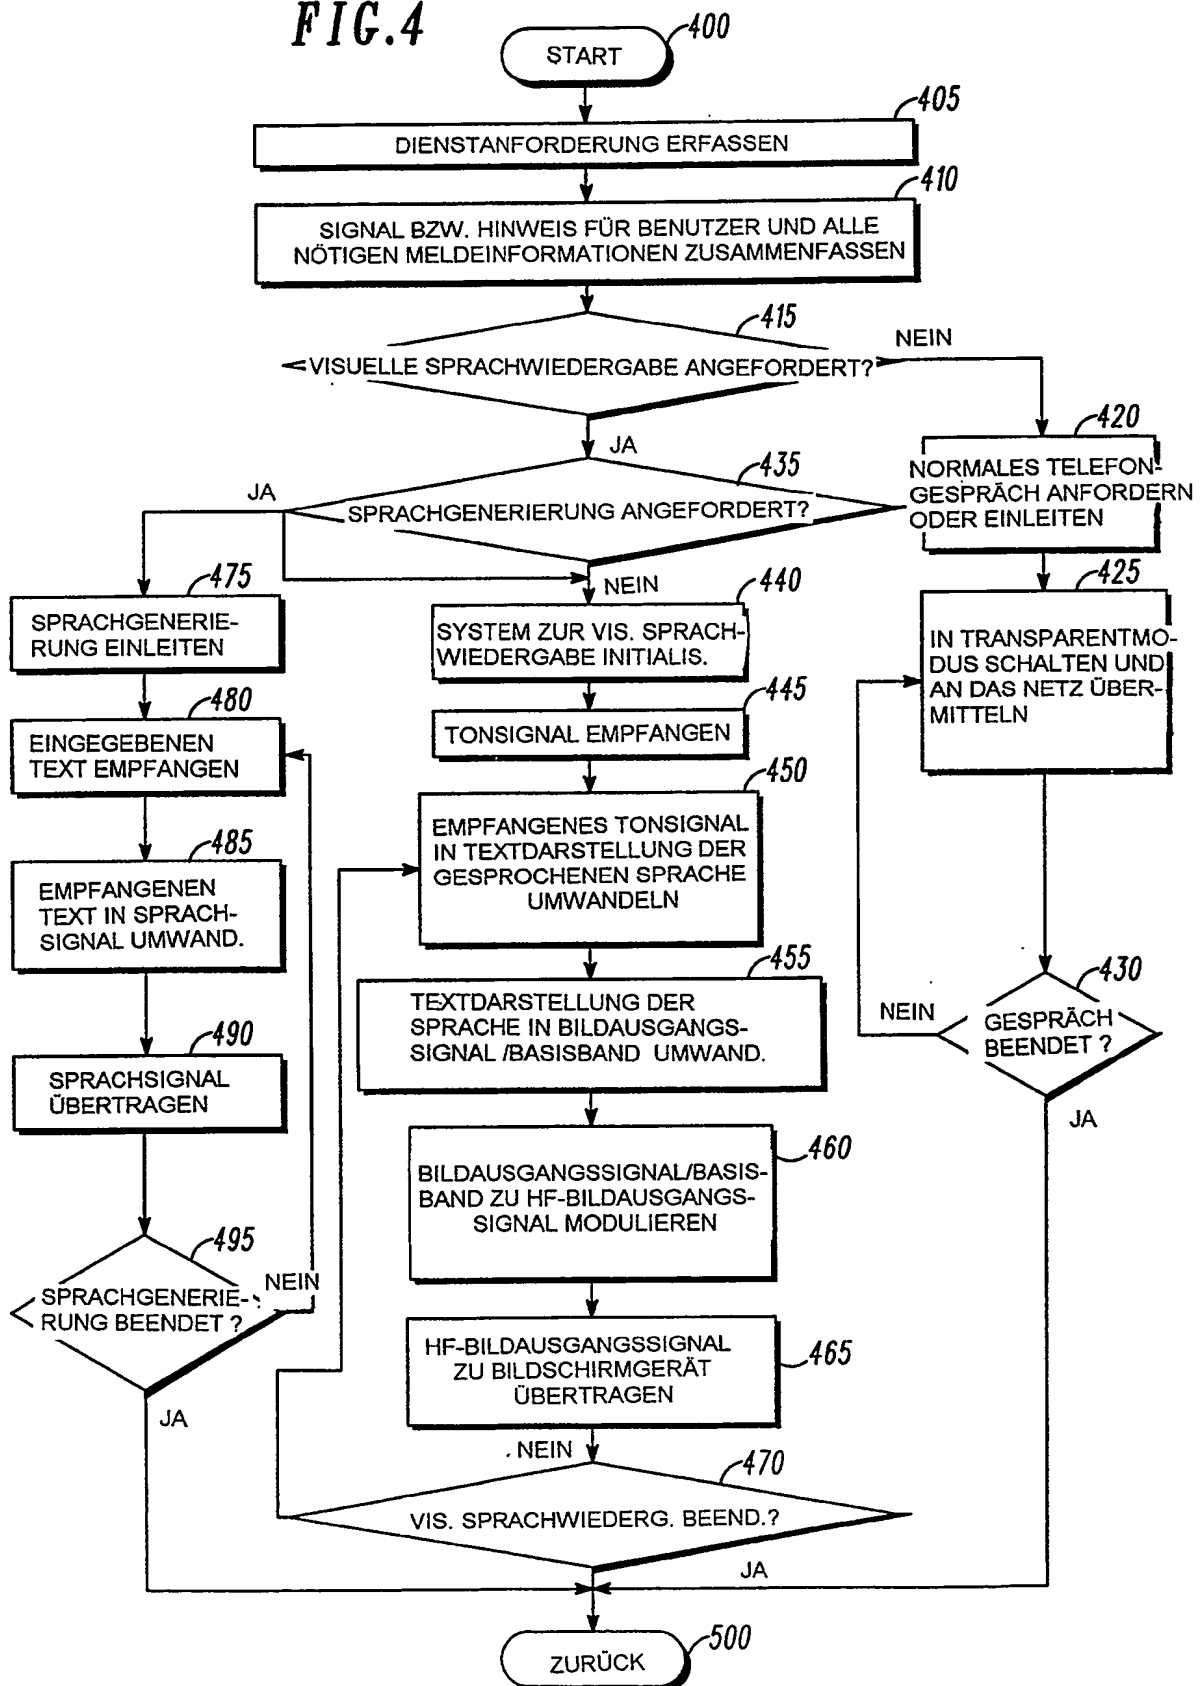 FIG.4
400
START
405
DIENSTANFORDERUNG ERFASSEN
410
SIGNAL BZW. HINWEIS FÜR BENUTZER UND ALLE
NÖTIGEN MELDEINFORMATIONEN ZUSAMMENFASSEN
415
NEIN
VISUELLE SPRACHWIEDERGABE ANGEFORDERT?
JA
420
NORMALES TELEFON-
GESPRÄCH ANFORDERN
ODER EINLEITEN
435
JA
SPRACHGENERIERUNG ANGEFORDERT?
NEIN
425
IN TRANSPARENTMO-
DUS SCHALTEN UND
AN DAS NETZ ÜBER-
MITTELN
430
NEIN
GESPRÄCH
BEENDET ?
JA
475
SPRACHGENERIE-
RUNG EINLEITEN
480
EINGEGEBENEN
TEXT EMPFANGEN
485
EMPFANGENEN
TEXT IN SPRACH-
SIGNAL UMWAND.
490
SPRACHSIGNAL
ÜBERTRAGEN
495
NEIN
SPRACHGENERIE-
RUNG BEENDET ?
JA
440
SYSTEM ZUR VIS. SPRACH-
WIEDERGABE INITIALIS.
445
TONSIGNAL EMPFANGEN
450
EMPFANGENES TONSIGNAL
IN TEXTDARSTELLUNG DER
GESPROCHENEN SPRACHE
UMWANDELN
455
TEXTDARSTELLUNG DER
SPRACHE IN BILDAUSGANGS-
SIGNAL /BASISBAND UMWAND.
460
BILDAUSGANGSSIGNAL/BASIS-
BAND ZU HF-BILDAUSGANGS-
SIGNAL MODULIEREN
465
HF-BILDAUSGANGSSIGNAL
ZU BILDSCHIRMGERÄT
ÜBERTRAGEN
NEIN
470
VIS. SPRACHWIEDERG. BEEND.?
JA
500
ZURÜCK